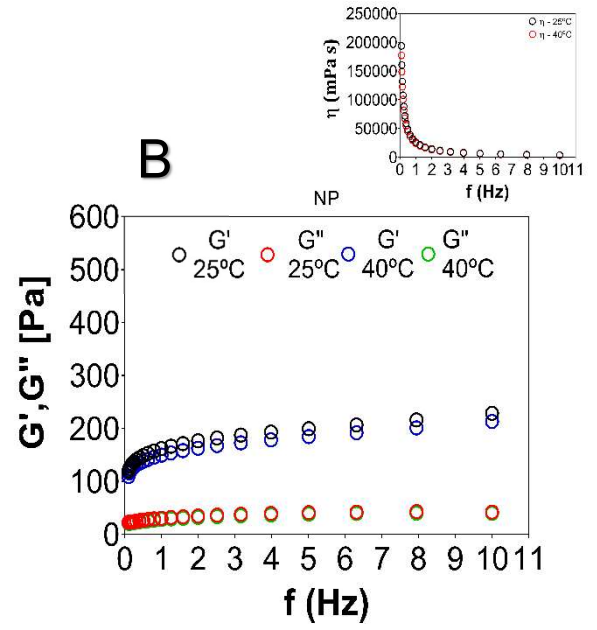 250000
200000
150000
100000
50000
0
η (mPa s)
η - 25ºC
η - 40ºC
0 1 2 3 4 5 6 7 8 9 10 11
f (Hz)
B
NP
G' G" G' G"
25ºC 25ºC 40ºC 40ºC
600
500
400
300
200
100
0
G',G" [Pa]
0 1 2 3 4 5 6 7 8 9 10 11
f (Hz)